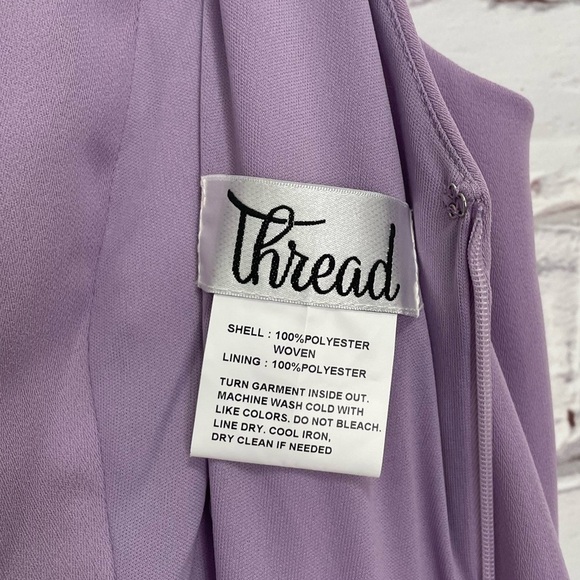 Thread
SHELL : 100%POLYESTER
WOVEN
LINING : 100%POLYESTER
TURN GARMENT INSIDE OUT.
MACHINE WASH COLD WITH
LIKE COLORS. DO NOT BLEACH.
LINE DRY. COOL IRON,
DRY CLEAN IF NEEDED